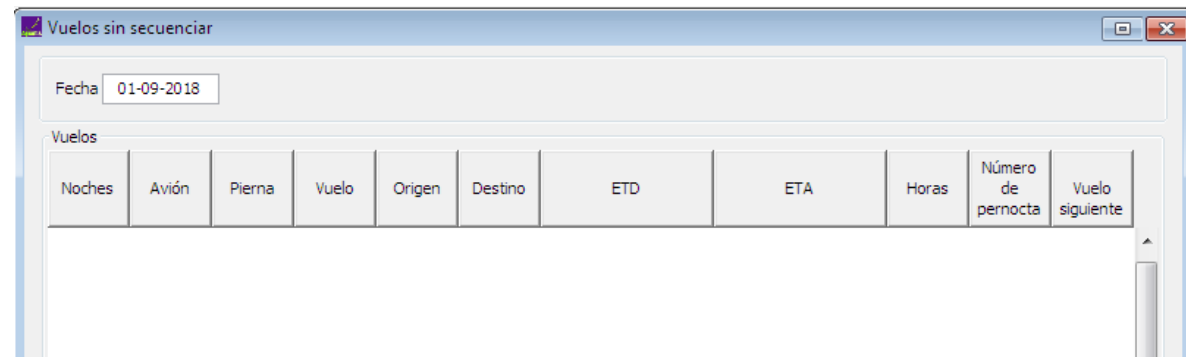 Vuelos sin secuenciar
Fecha 01-09-2018
Vuelos
Noches Avión Pierna Vuelo Origen Destino ETD ETA Horas Número de pernocta Vuelo siguiente